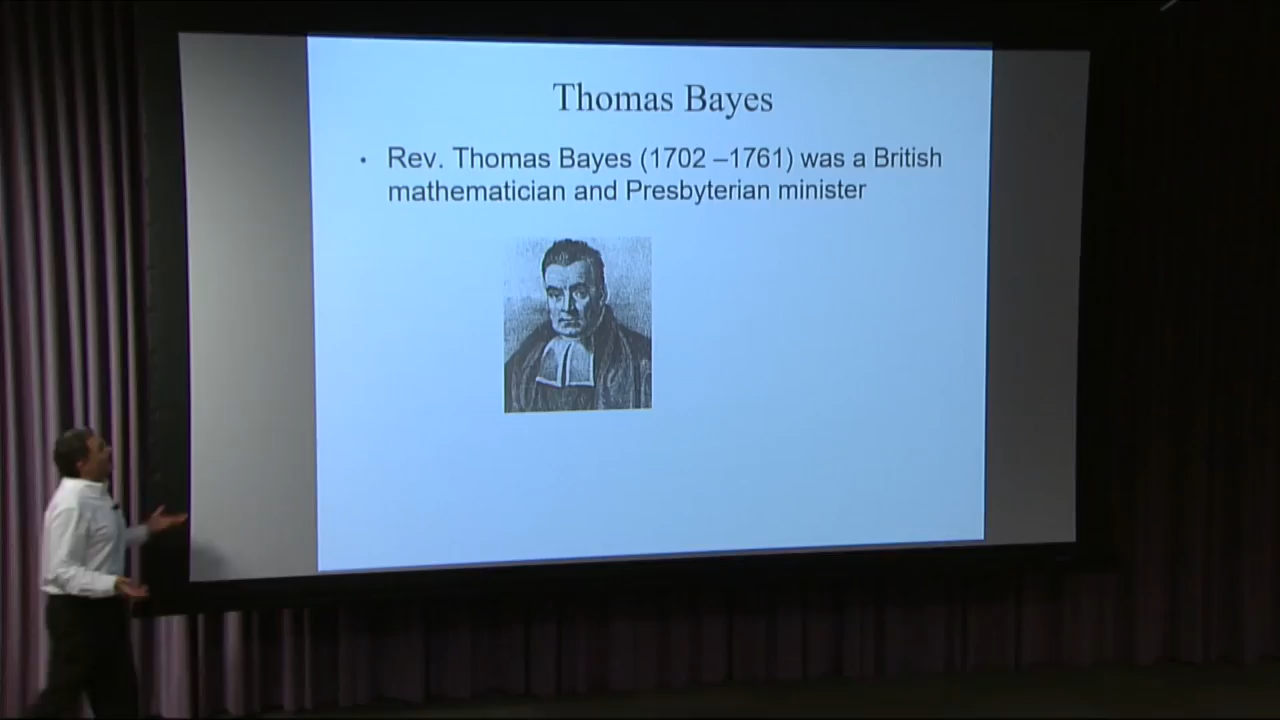 Thomas Bayes
• Rev. Thomas Bayes (1702 –1761) was a British
mathematician and Presbyterian minister